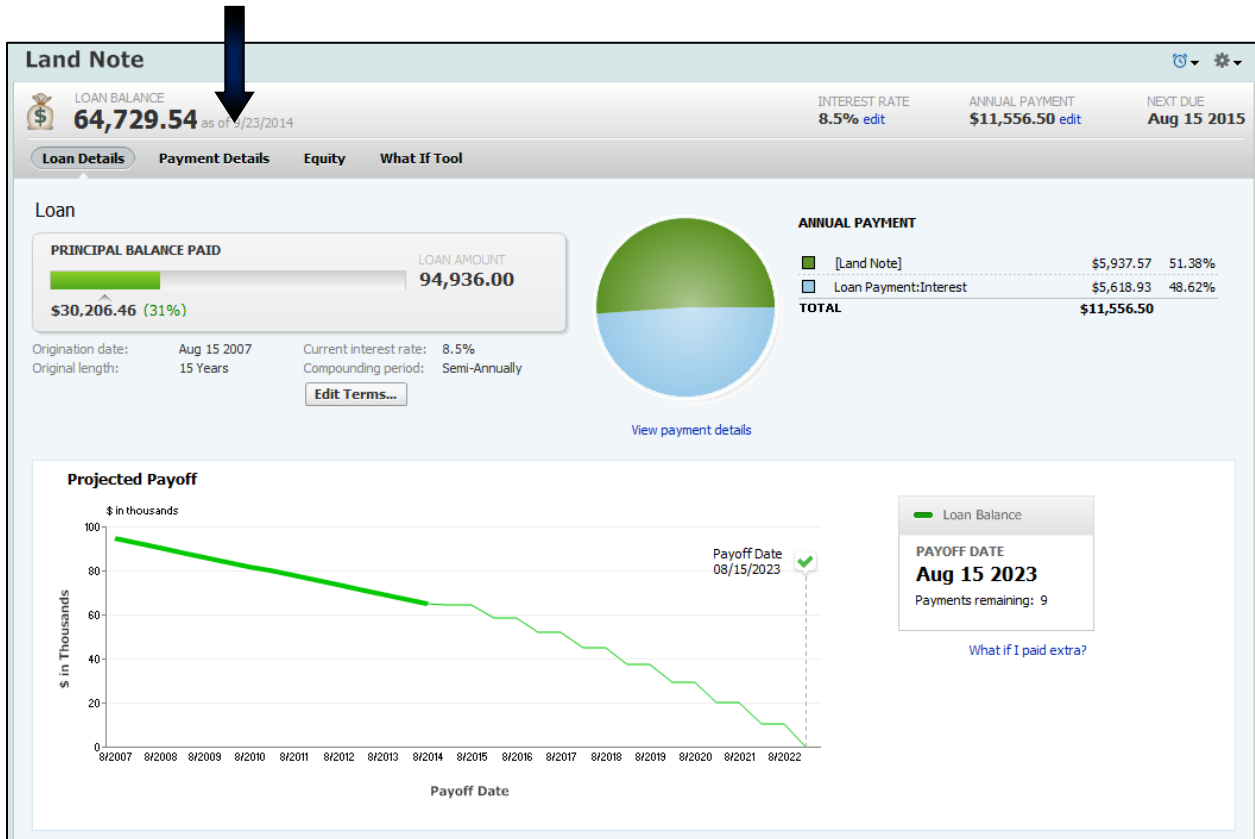 Land Note
LOAN BALANCE
64,729.54 as of 9/23/2014
INTEREST RATE
8.5% edit
ANNUAL PAYMENT
$11,556.50 edit
NEXT DUE
Aug 15 2015
Loan Details Payment Details Equity What If Tool
Loan
PRINCIPAL BALANCE PAID
LOAN AMOUNT
94,936.00
$30,206.46 (31%)
Origination date: Aug 15 2007 Current interest rate: 8.5%
Original length: 15 Years Compounding period: Semi-Annually
Edit Terms...
View payment details
ANNUAL PAYMENT
[Land Note] $5,937.57 51.38%
Loan Payment:Interest $5,618.93 48.62%
TOTAL $11,556.50
Projected Payoff
$ in thousands
100
80
60
40
20
0
$ in Thousands
8/2007 8/2008 8/2009 8/2010 8/2011 8/2012 8/2013 8/2014 8/2015 8/2016 8/2017 8/2018 8/2019 8/2020 8/2021 8/2022
Payoff Date
Payoff Date
08/15/2023
Loan Balance
PAYOFF DATE
Aug 15 2023
Payments remaining: 9
What if I paid extra?